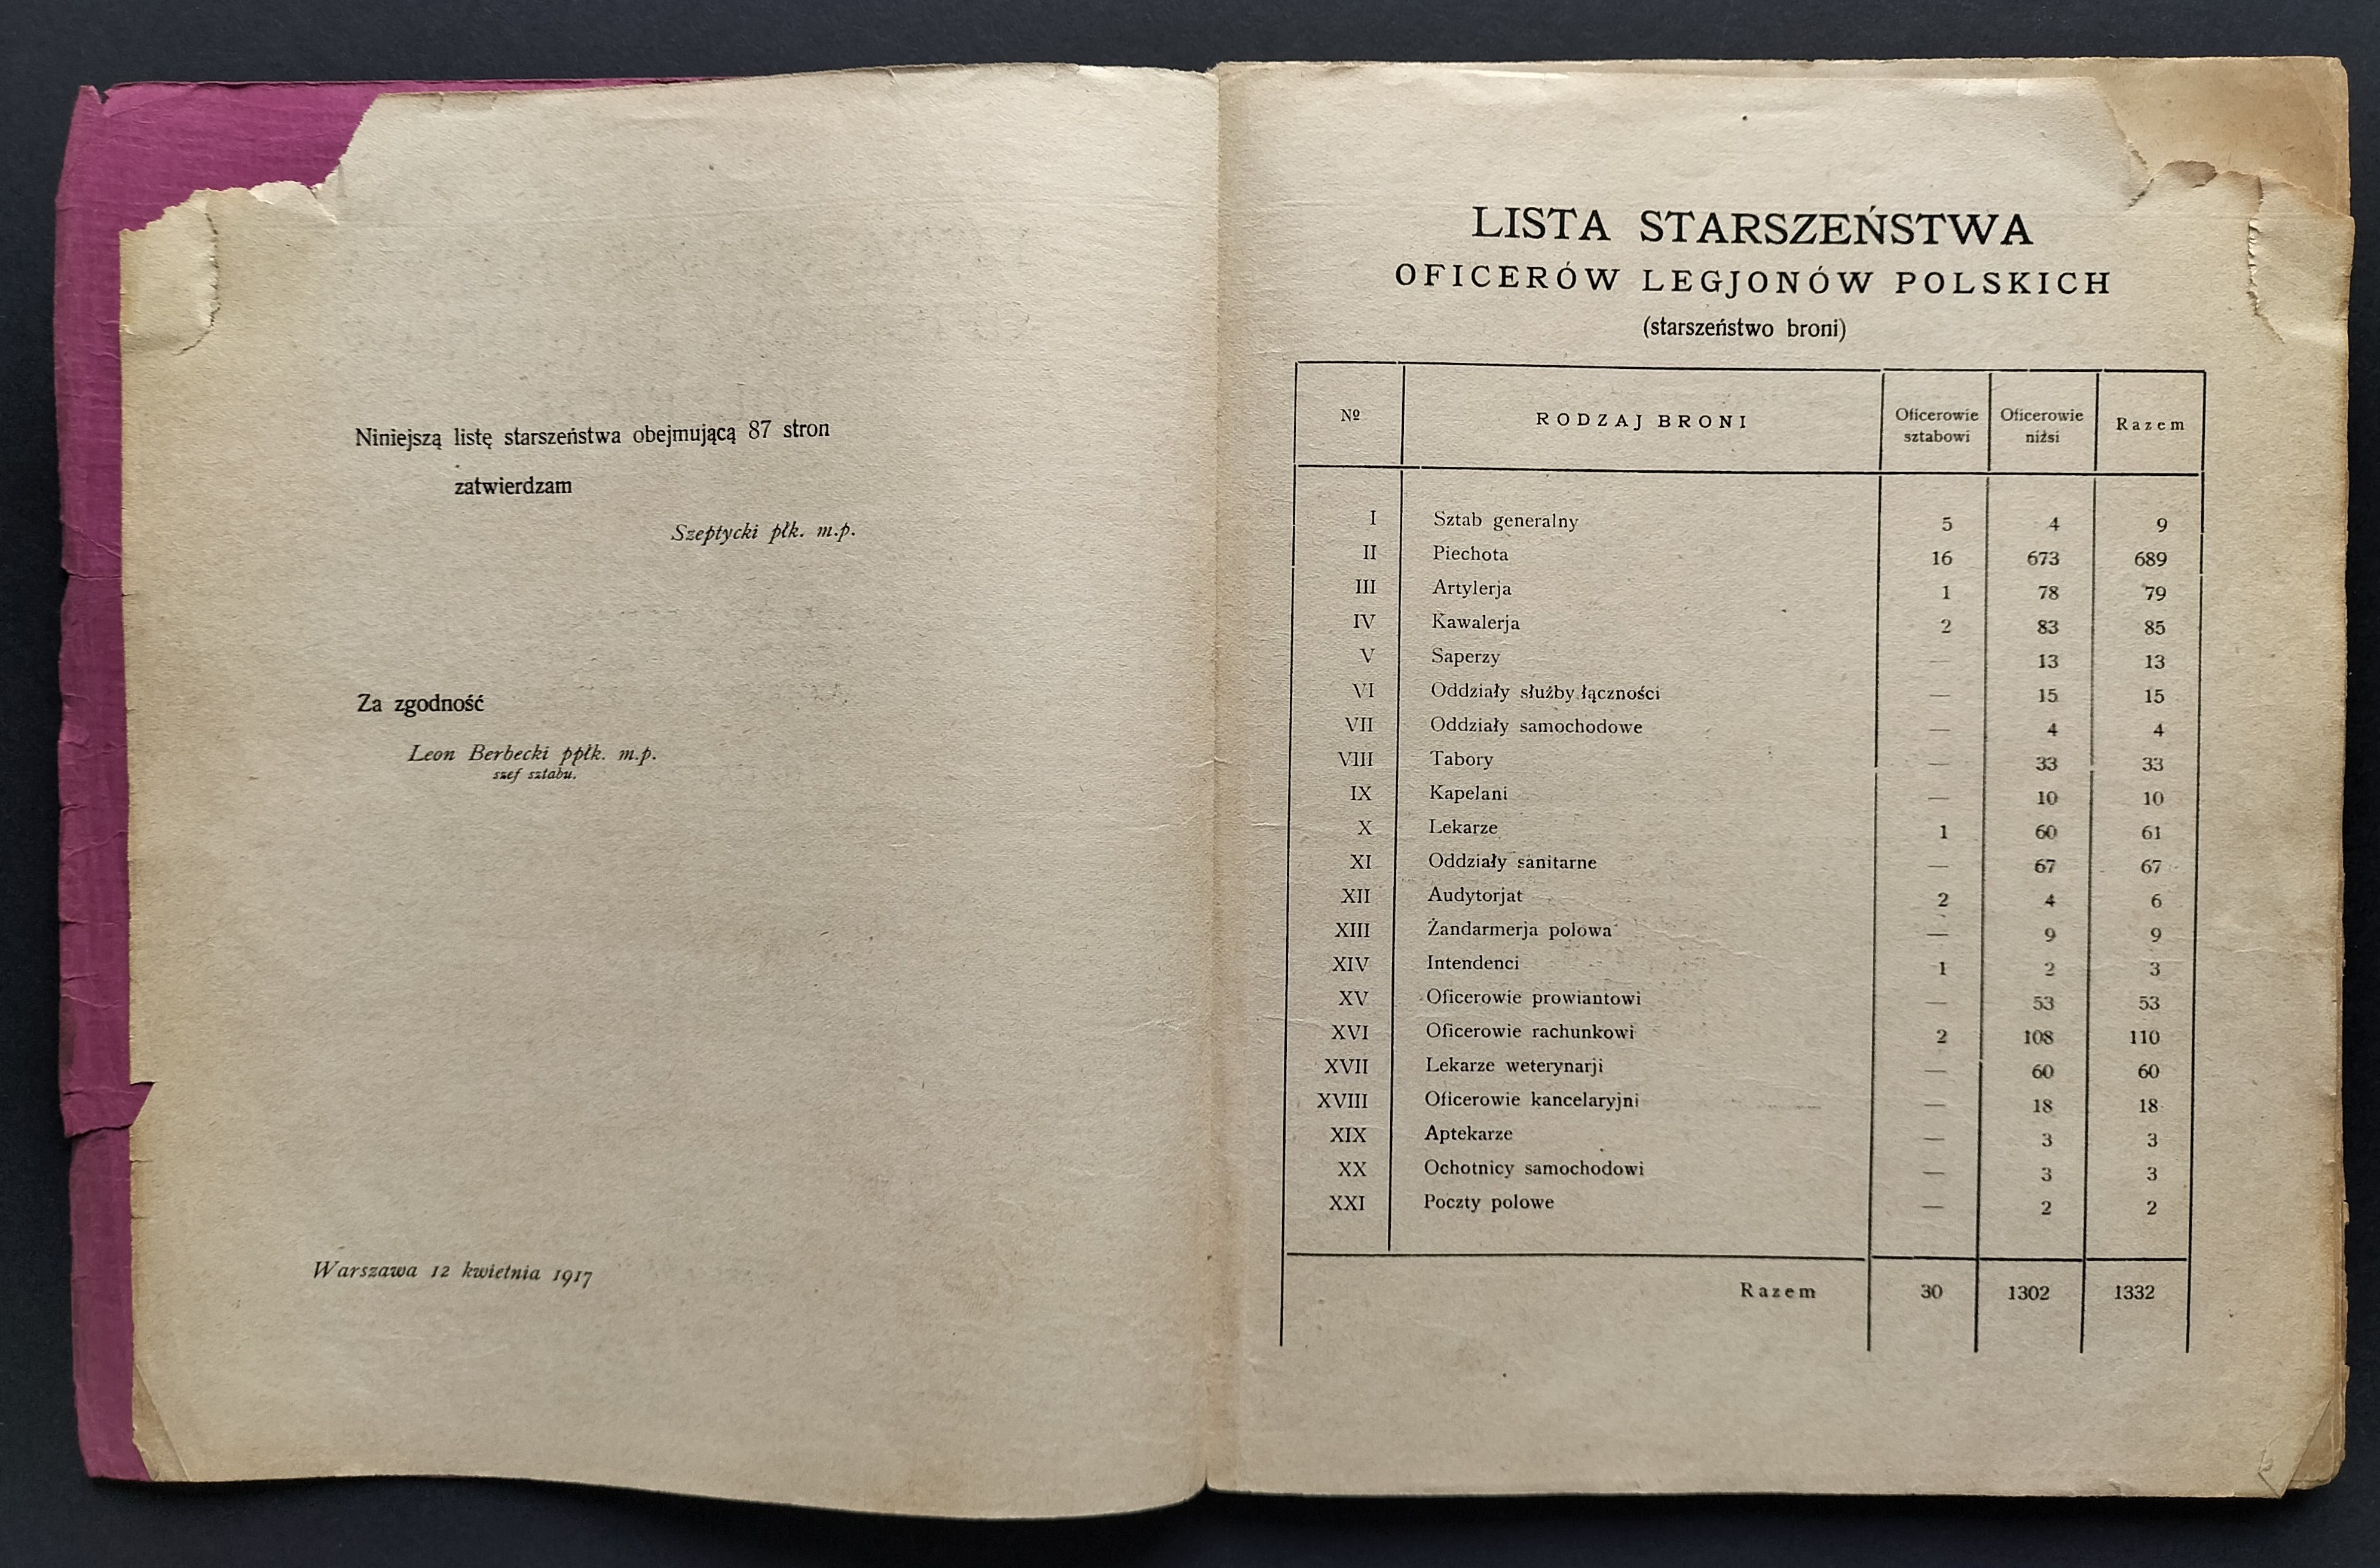 Niniejszą listę starszeństwa obejmującą 87 stron
zatwierdzam
Szeptycki płk. m.p.
Za zgodność
Leon Berbecki ppłk. m.p.
szef sztabu.
Warszawa 12 kwietnia 1917
LISTA STARSZEŃSTWA
OFICERÓW LEGJONÓW POLSKICH
(starszeństwo broni)
№ RODZAJ BRONI Oficerowie sztabowi Oficerowie niżsi Razem
I Sztab generalny 5 4 9
II Piechota 16 673 689
III Artylerja 1 78 79
IV Kawalerja 2 83 85
V Saperzy — 13 13
VI Oddziały służby łączności — 15 15
VII Oddziały samochodowe — 4 4
VIII Tabory — 33 33
IX Kapelani — 10 10
X Lekarze 1 60 61
XI Oddziały sanitarne — 67 67
XII Audytorjat 2 4 6
XIII Żandarmerja polowa — 9 9
XIV Intendenci 1 2 3
XV Oficerowie prowiantowi — 53 53
XVI Oficerowie rachunkowi 2 108 110
XVII Lekarze weterynarji — 60 60
XVIII Oficerowie kancelaryjni — 18 18
XIX Aptekarze — 3 3
XX Ochotnicy samochodowi — 3 3
XXI Poczty polowe — 2 2
Razem 30 1302 1332